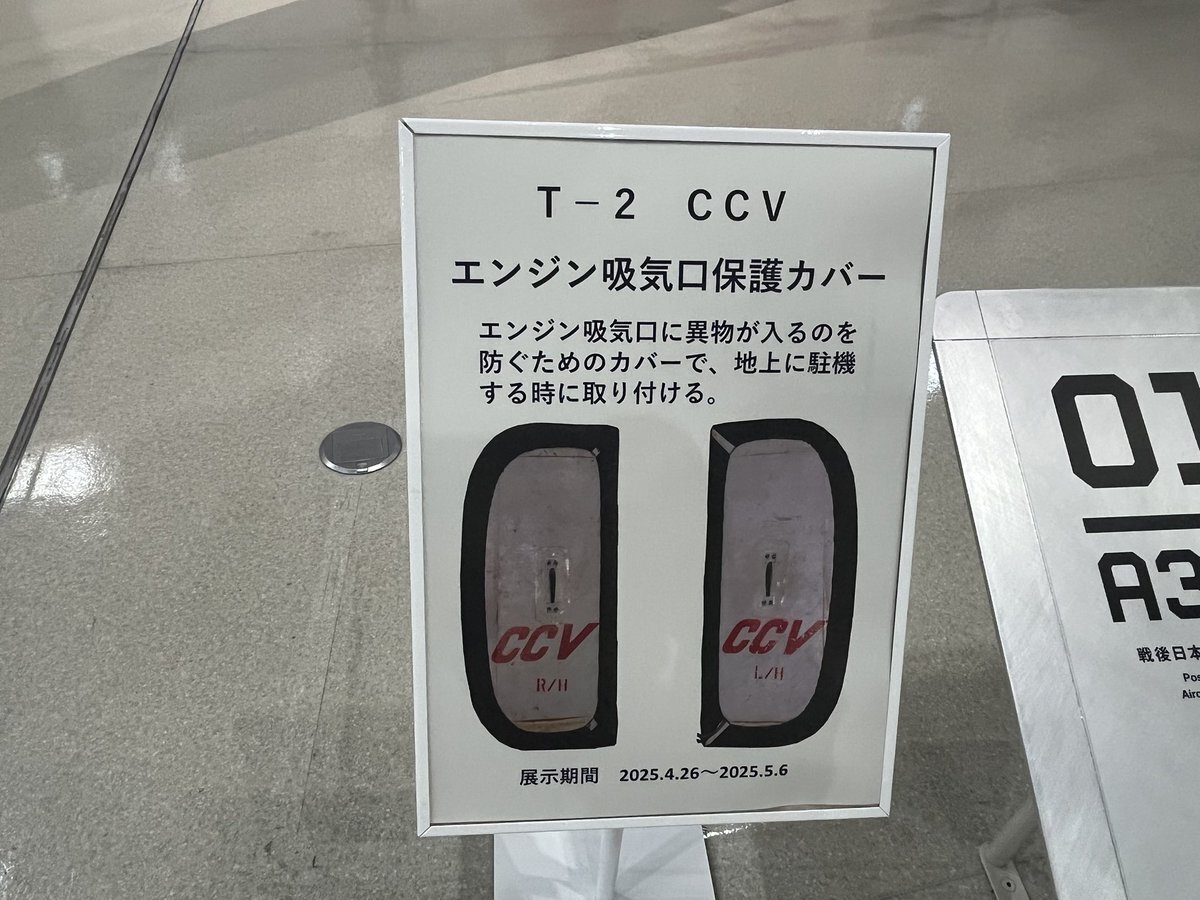 T−2 CCV
エンジン吸気口保護カバー
エンジン吸気口に異物が入るのを
防ぐためのカバーで、地上に駐機
する時に取り付ける。
CCV
R/H
CCV
L/H
展示期間 2025.4.26～2025.5.6
01
A3
戦後日本